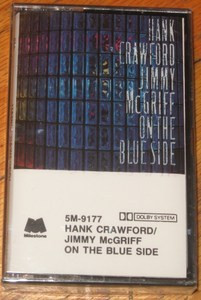 HANK
CRAWFORD
JIMMY
McGRIFF
ON THE
BLUE SIDE
5M-9177
DOLBY SYSTEM
HANK CRAWFORD/
JIMMY McGRIFF
ON THE BLUE SIDE
Milestone